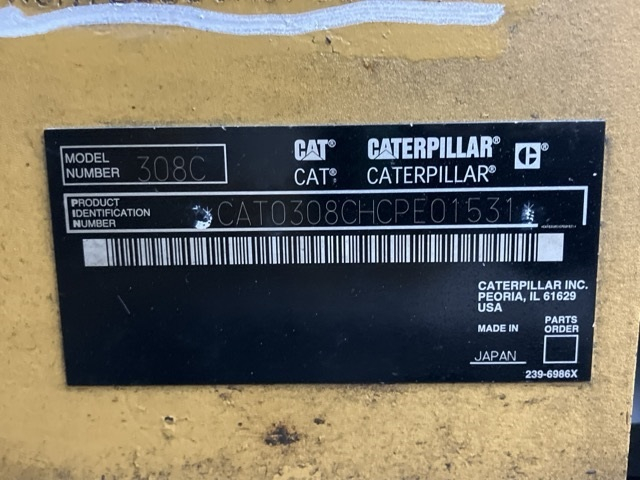 MODEL
NUMBER 308C
CAT® CATERPILLAR® C®
CAT® CATERPILLAR®
PRODUCT
IDENTIFICATION
NUMBER
*CAT0308CHCPE01531*
CATERPILLAR INC.
PEORIA, IL 61629
USA
MADE IN
JAPAN
PARTS
ORDER
239-6986X